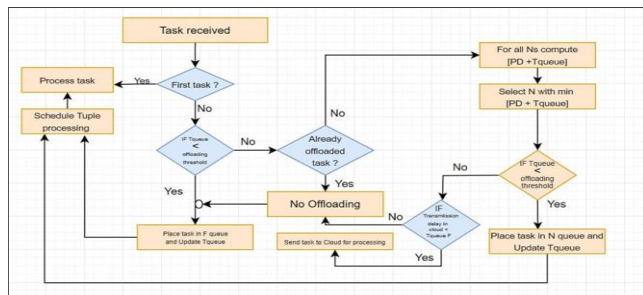 Task received
For all Ns compute
[PD +Tqueue]
Process task
Yes
First task ?
No
Select N with min
[PD + Tqueue]
Schedule Tuple
processing
No
IF Tqueue
<
offloading
threshold
No
Already
offloaded
task ?
No
IF Tqueue
<
offloading
threshold
Yes
Yes
Yes
No Offloading
No
IF
Transmission
delay in
cloud <
Tqueue F
Place task in F queue
and Update Tqueue
Send task to Cloud for processing
Yes
Place task in N queue and
Update Tqueue